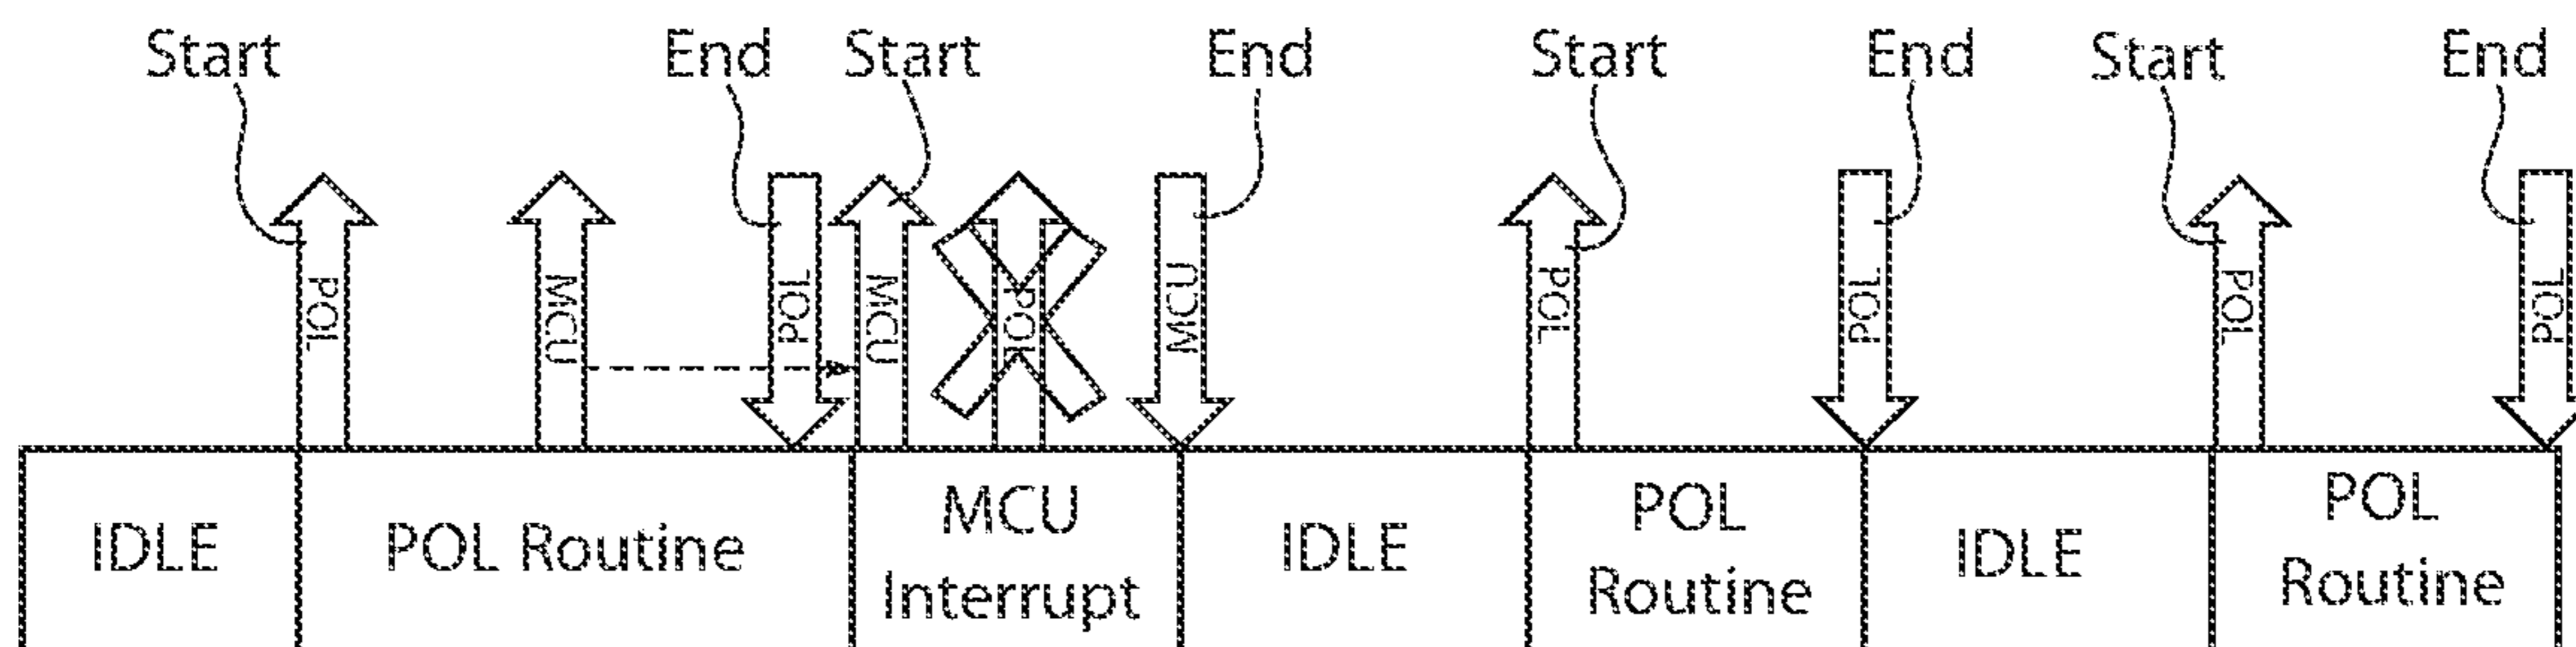 Start End Start End Start End Start End
POL MCU POL MCU POL MCU POL POL POL POL
IDLE
POL Routine
MCU
Interrupt
IDLE
POL
Routine
IDLE
POL
Routine